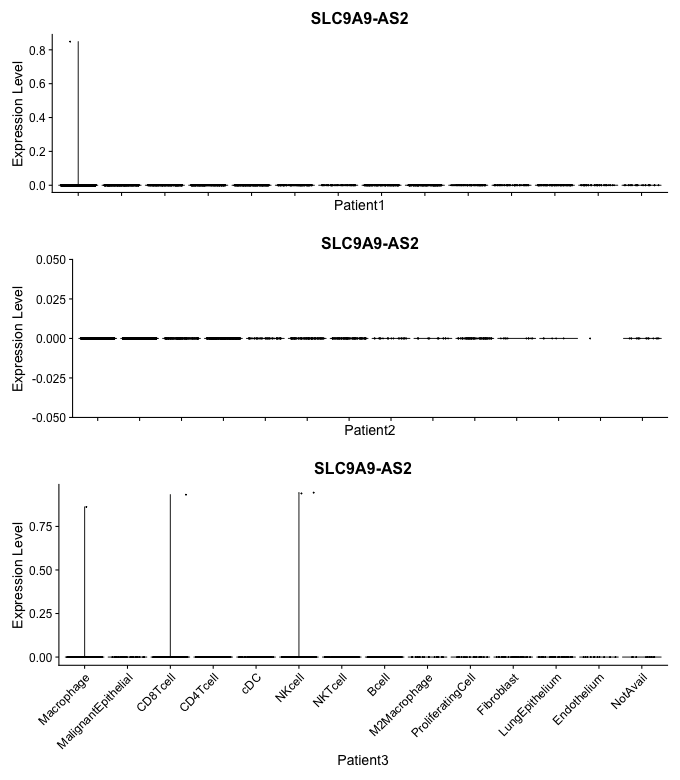 SLC9A9-AS2
Expression Level
0.8
0.6
0.4
0.2
0.0
Patient1
SLC9A9-AS2
Expression Level
0.050
0.025
0.000
-0.025
-0.050
Patient2
SLC9A9-AS2
Expression Level
0.75
0.50
0.25
0.00
Macrophage
MalignantEpithelial
CD8Tcell
CD4Tcell
cDC
NKcell
NKTcell
Bcell
M2Macrophage
ProliferatingCell
Fibroblast
LungEpithelium
Endothelium
NotAvail
Patient3